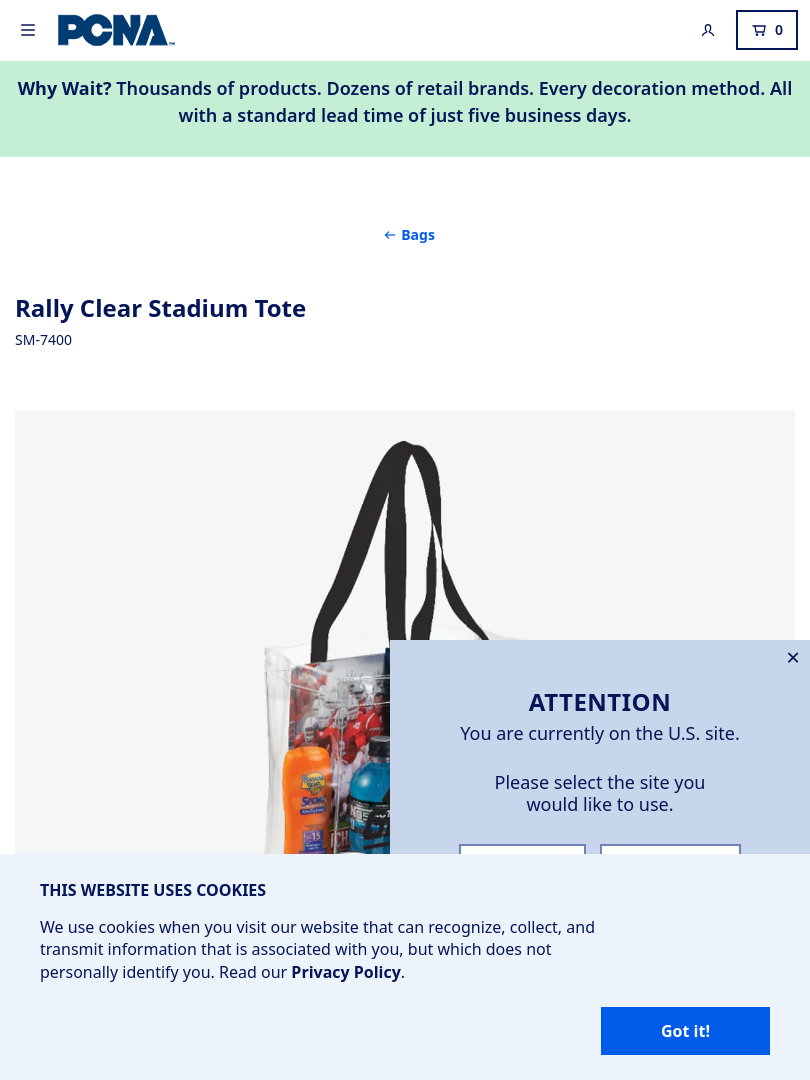 PCNA
0
Why Wait? Thousands of products. Dozens of retail brands. Every decoration method. All
with a standard lead time of just five business days.
← Bags
Rally Clear Stadium Tote
SM-7400
ATTENTION
You are currently on the U.S. site.
Please select the site you
would like to use.
THIS WEBSITE USES COOKIES
We use cookies when you visit our website that can recognize, collect, and
transmit information that is associated with you, but which does not
personally identify you. Read our Privacy Policy.
Got it!